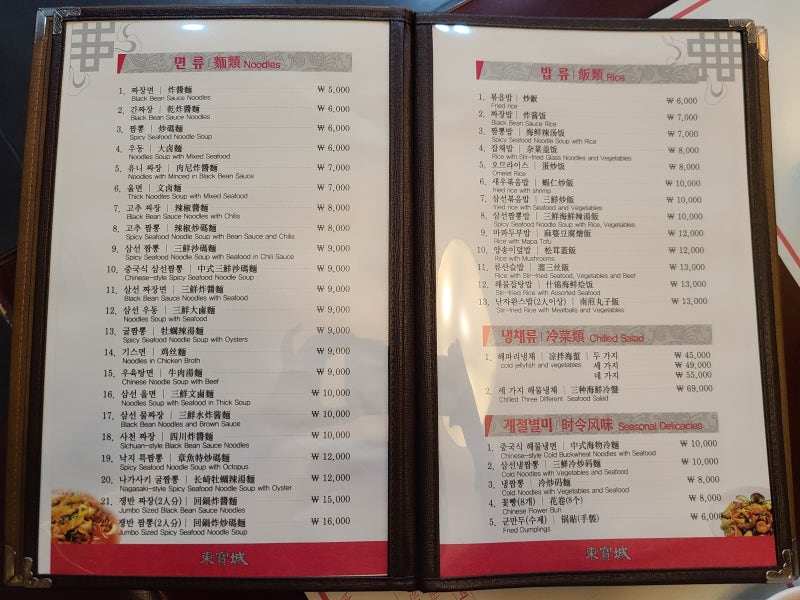 면 류 | 麵類 Noodles
1. 짜장면 | 炸醬麵 ₩ 5,000
Black Bean Sauce Noodles
2. 간짜장 | 乾炸醬麵 ₩ 6,000
Black Bean Sauce Noodles
3. 짬뽕 | 炒碼麵 ₩ 6,000
Spicy Seafood Noodle Soup
4. 우동 | 大卤麵 ₩ 6,000
Noodles Soup with Mixed Seafood
5. 유니 짜장 | 肉尼炸醬麵 ₩ 7,000
Noodles with Minced in Black Bean Sauce
6. 울면 | 文卤麵 ₩ 7,000
Thick Noodles Soup with Mixed Seafood
7. 고추 짜장 | 辣椒醬麵 ₩ 8,000
Black Bean Sauce Noodles with Chilis
8. 고추 짬뽕 | 辣椒炒碼麵 ₩ 8,000
Spicy Seafood Noodle Soup with Bean Sauce and Chilis
9. 삼선 짬뽕 | 三鮮沙碼麵 ₩ 9,000
Spicy Seafood Noodle Soup with Seafood in Chili Sauce
10. 중국식 삼선짬뽕 | 中式三鮮沙碼麵 ₩ 9,000
Chinese-style Spicy Seafood Noodle Soup
11. 삼선 짜장면 | 三鮮炸醬麵 ₩ 9,000
Black Bean Sauce Noodles with Seafood
12. 삼선 우동 | 三鮮大卤麵 ₩ 9,000
Noodles Soup with Seafood
13. 굴짬뽕 | 牡蠣辣湯麵 ₩ 9,000
Spicy Seafood Noodle Soup with Oysters
14. 기스면 | 鸡丝麵 ₩ 9,000
Noodles in Chicken Broth
15. 우육탕면 | 牛肉湯麵 ₩ 9,000
Chinese Noodle Soup with Beef
16. 삼선 울면 | 三鮮文卤麵 ₩ 10,000
Noodles Soup with Seafood in Thick Soup
17. 삼선 물짜장 | 三鮮水炸酱麵 ₩ 10,000
Black Bean Noodles and Brown Sauce
18. 사천 짜장 | 四川炸醬麵 ₩ 10,000
Sichuan-style Black Bean Sauce Noodles
19. 낙지 특짬뽕 | 章魚特炒碼麵 ₩ 12,000
Spicy Seafood Noodle Soup with Octopus
20. 나가사키 굴짬뽕 | 长崎牡蠣辣湯麵 ₩ 12,000
Nagasaki-style Spicy Seafood Noodle Soup with Oyster
21. 쟁반 짜장(2人分) | 回鍋炸醬麵 ₩ 15,000
Jumbo Sized Black Bean Sauce Noodles
쟁반 짬뽕(2人分) | 回鍋炸炒碼麵 ₩ 16,000
Jumbo Sized Spicy Seafood Noodle Soup
東寶城
밥 류 | 飯類 Rice
1. 볶음밥 | 炒飯 ₩ 6,000
Fried rice
2. 짜장밥 | 炸酱饭 ₩ 7,000
Black Bean Sauce Rice
3. 짬뽕밥 | 海鮮辣汤饭 ₩ 7,000
Spicy Seafood Noodle Soup with Rice
4. 잡채밥 | 杂菜盖饭 ₩ 8,000
Rice with Stir-fried Glass Noodles and Vegetables
5. 오므라이스 | 蛋炒饭 ₩ 8,000
Omelet Rice
6. 새우볶음밥 | 蝦仁炒飯 ₩ 10,000
fried rice with shrimp
7. 삼선볶음밥 | 三鮮炒飯 ₩ 10,000
fried rice with Seafood and Vegetables
8. 삼선짬뽕밥 | 三鮮海鮮辣湯飯 ₩ 10,000
Spicy Seafood Noodle Soup with Rice, Vegetables
9. 마파두부밥 | 麻婆豆腐燴飯 ₩ 12,000
Rice with Mapa Tofu
10. 양송이덮밥 | 松茸蓋飯 ₩ 12,000
Rice with Mushrooms
11. 류산슬밥 | 溜三丝飯 ₩ 13,000
Rice with Stir-fried Seafood, Vegetables and Beef
12. 해물잡탕밥 | 什锦海鮮烩饭 ₩ 13,000
Stir-fried Rice with Assorted Seafood
13. 난자완스밥(2人이상) | 南煎丸子飯 ₩ 13,000
Stir-fried Rice with Meatballs and Vegetables
냉채류 | 冷菜類 Chilled Salad
1. 해파리냉채 | 凉拌海蜇 | 두 가지 ₩ 45,000
cold jellyfish and vegetables 세 가지 ₩ 49,000
네 가지 ₩ 55,000
2. 세 가지 해물냉채 | 三种海鮮冷盤 ₩ 69,000
Chilled Three Different Seafood Salad
계절별미 | 时令风味 Seasonal Delicacies
1. 중국식 해물냉면 | 中式海物冷麵 ₩ 10,000
Chinese-style Cold Buckwheat Noodles with Seafood
2. 삼선냉짬뽕 | 三鮮冷炒码麵 ₩ 10,000
Cold Noodles with Vegetables and Seafood
3. 냉짬뽕 | 冷炒码麵 ₩ 8,000
Cold Noodles with Vegetables and Seafood
4. 꽃빵(8개) | 花卷(8个) ₩ 8,000
Chinese Flower Bun
5. 군만두(수제) | 锅贴(手製) ₩ 6,000
Fried Dumplings
東寶城